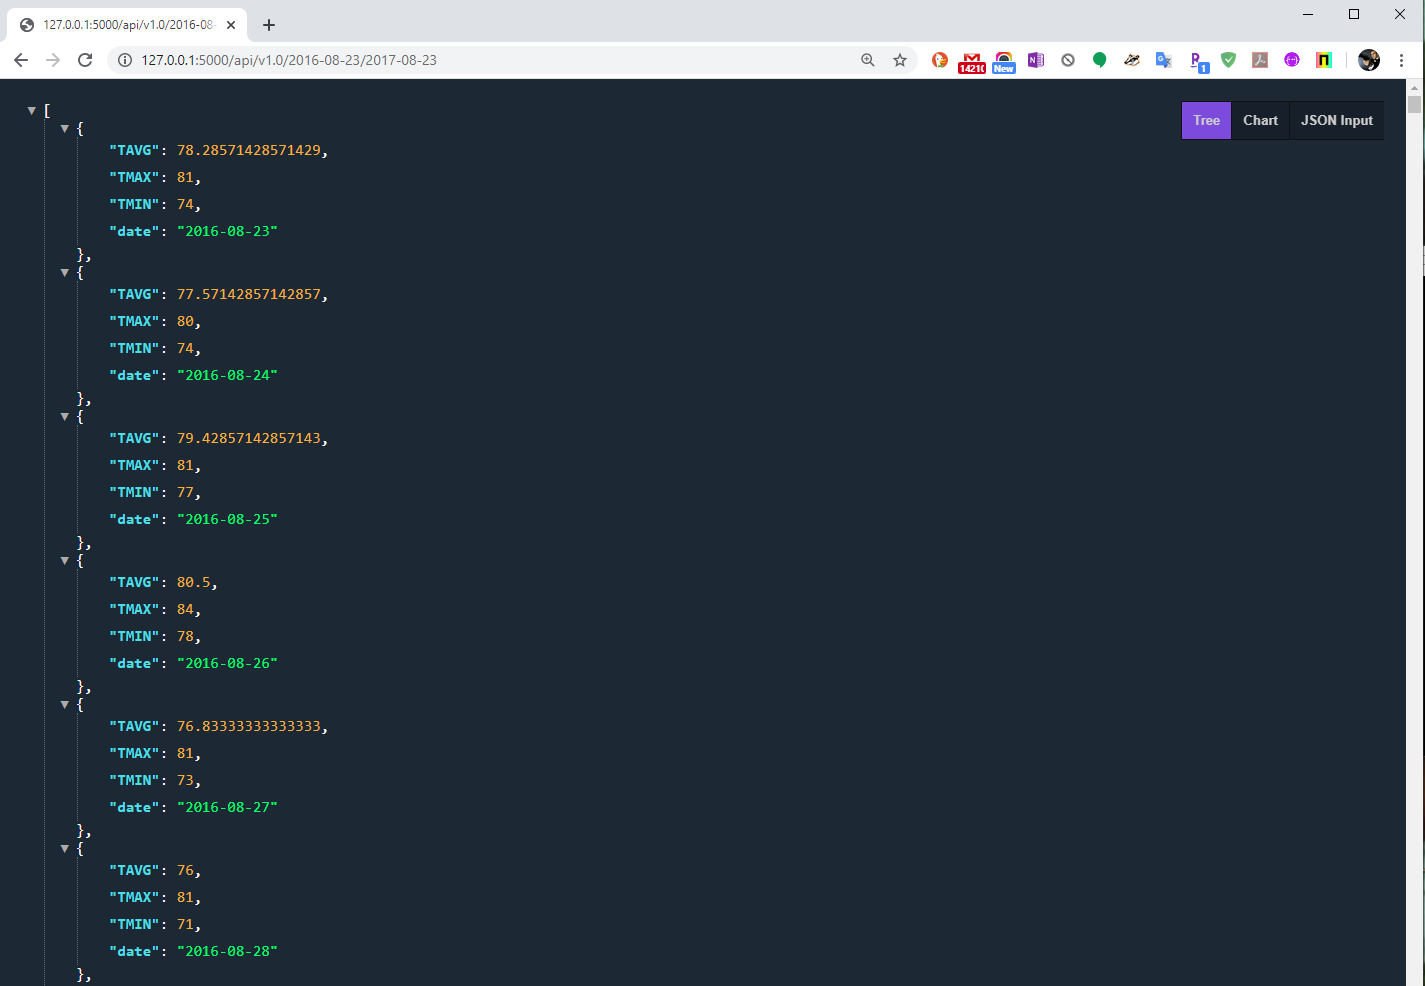 127.0.0.1:5000/api/v1.0/2016-08-
127.0.0.1:5000/api/v1.0/2016-08-23/2017-08-23
1421
New
1
Tree Chart JSON Input
[
{
"TAVG": 78.28571428571429,
"TMAX": 81,
"TMIN": 74,
"date": "2016-08-23"
},
{
"TAVG": 77.57142857142857,
"TMAX": 80,
"TMIN": 74,
"date": "2016-08-24"
},
{
"TAVG": 79.42857142857143,
"TMAX": 81,
"TMIN": 77,
"date": "2016-08-25"
},
{
"TAVG": 80.5,
"TMAX": 84,
"TMIN": 78,
"date": "2016-08-26"
},
{
"TAVG": 76.83333333333333,
"TMAX": 81,
"TMIN": 73,
"date": "2016-08-27"
},
{
"TAVG": 76,
"TMAX": 81,
"TMIN": 71,
"date": "2016-08-28"
},